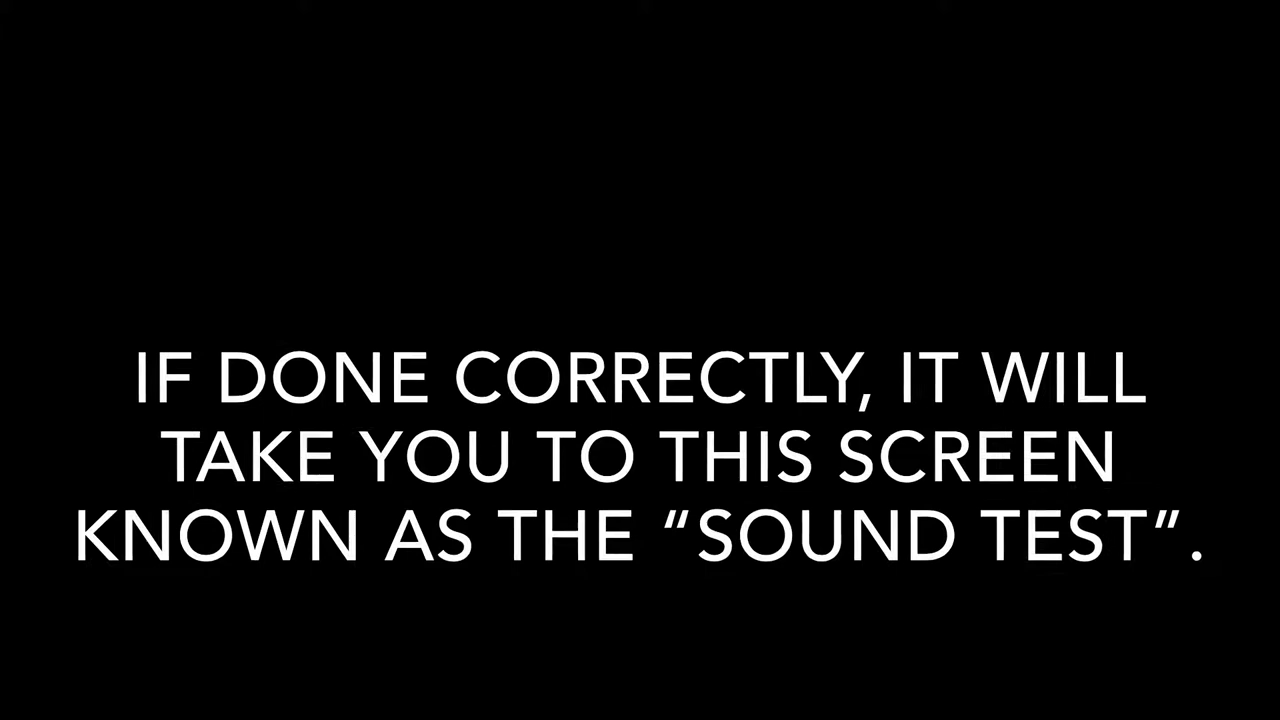 IF DONE CORRECTLY, IT WILL
TAKE YOU TO THIS SCREEN
KNOWN AS THE “SOUND TEST”.